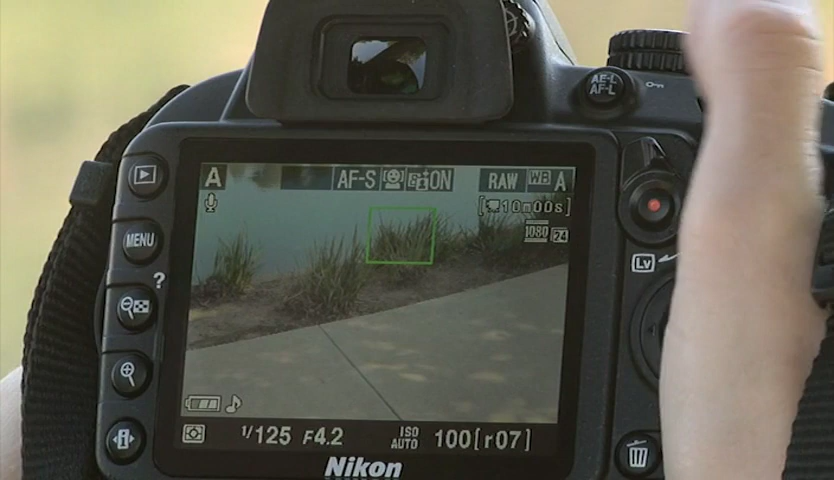 AE-L
AF-L
A AF-S ON RAW WB A
[10m00s]
1080 24
MENU
?
Lv
1/125 F4.2 ISO AUTO 100[r07]
Nikon